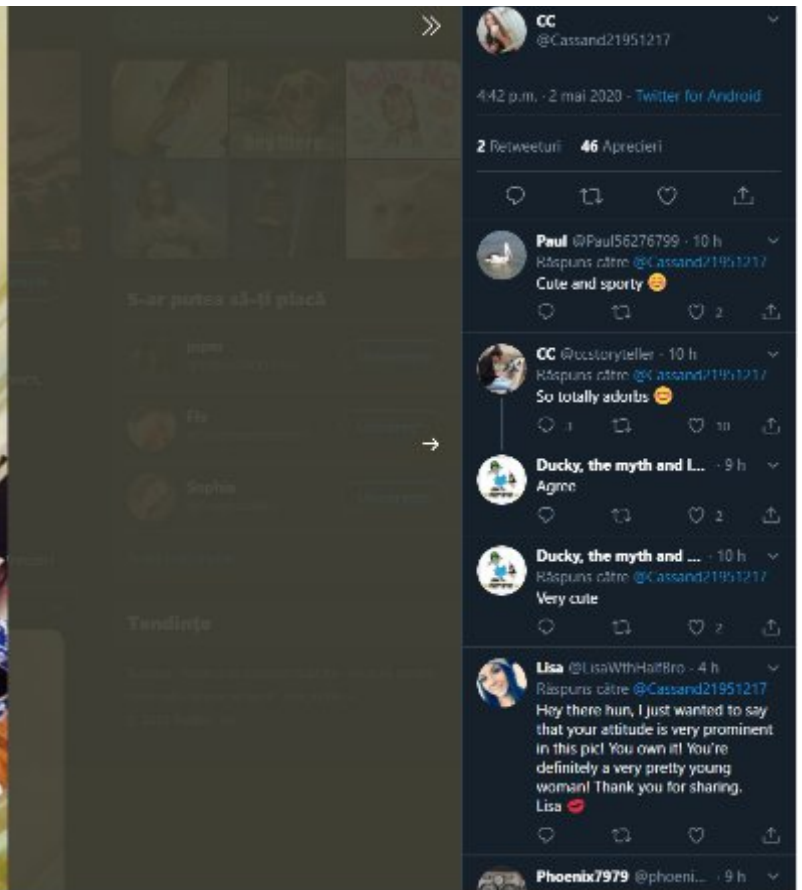 CC
@Cassand21951217
4:42 p.m. · 2 mai 2020 · Twitter for Android
2 Retweeturi 46 Aprecieri
Paul @Paul56276799 · 10 h
Răspuns către @Cassand21951217
Cute and sporty
2
CC @ccstoryteller · 10 h
Răspuns către @Cassand21951217
So totally adorbs
10
Ducky, the myth and l... · 9 h
Agree
2
Ducky, the myth and ... · 10 h
Răspuns către @Cassand21951217
Very cute
2
Lisa @LisaWthHalfBro · 4 h
Răspuns către @Cassand21951217
Hey there hun, I just wanted to say
that your attitude is very prominent
in this pic! You own it! You're
definitely a very pretty young
woman! Thank you for sharing.
Lisa
Phoenix7979 @phoeni... · 9 h
S-ar putea să-ți placă
Sophia
Tendințe